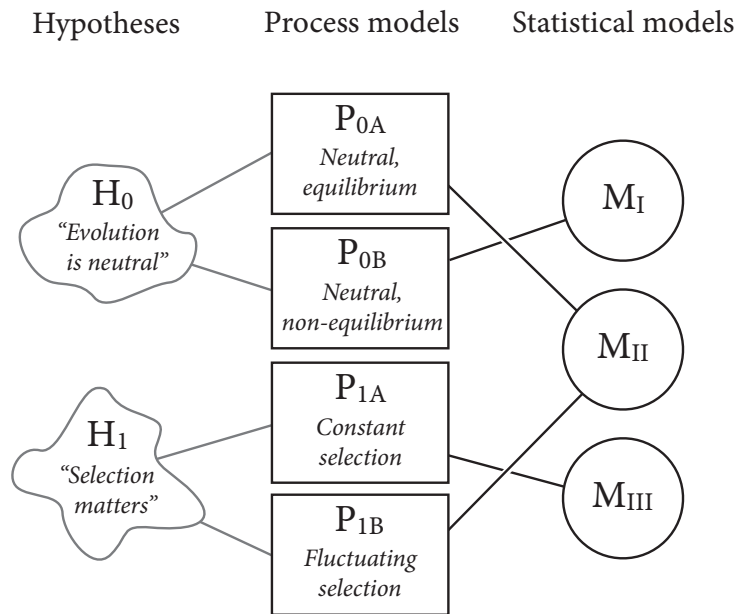 Hypotheses Process models Statistical models
H0
"Evolution
is neutral"
P0A
Neutral,
equilibrium
P0B
Neutral,
non-equilibrium
MI
MII
H1
“Selection
matters”
P1A
Constant
selection
P1B
Fluctuating
selection
MIII